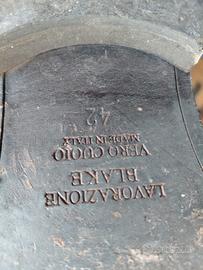 LAVORAZIONE
BLAKE
VERO CUOIO
MADE IN ITALY
42